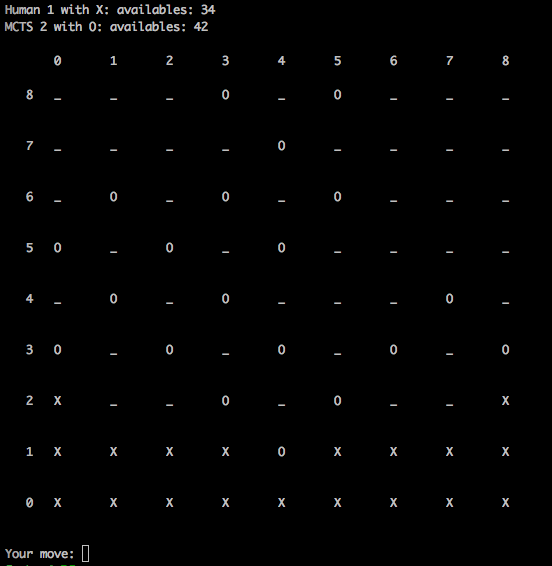 Human 1 with X: availables: 34
MCTS 2 with O: availables: 42
0 1 2 3 4 5 6 7 8
8 _ _ _ O _ O _ _ _
7 _ _ _ _ O _ _ _ _
6 _ O _ O _ O _ _ _
5 O _ O _ O _ _ _ _
4 _ O _ O _ _ _ O _
3 O _ O _ O _ O _ O
2 X _ _ O _ O _ _ X
1 X X X X O X X X X
0 X X X X X X X X X
Your move: